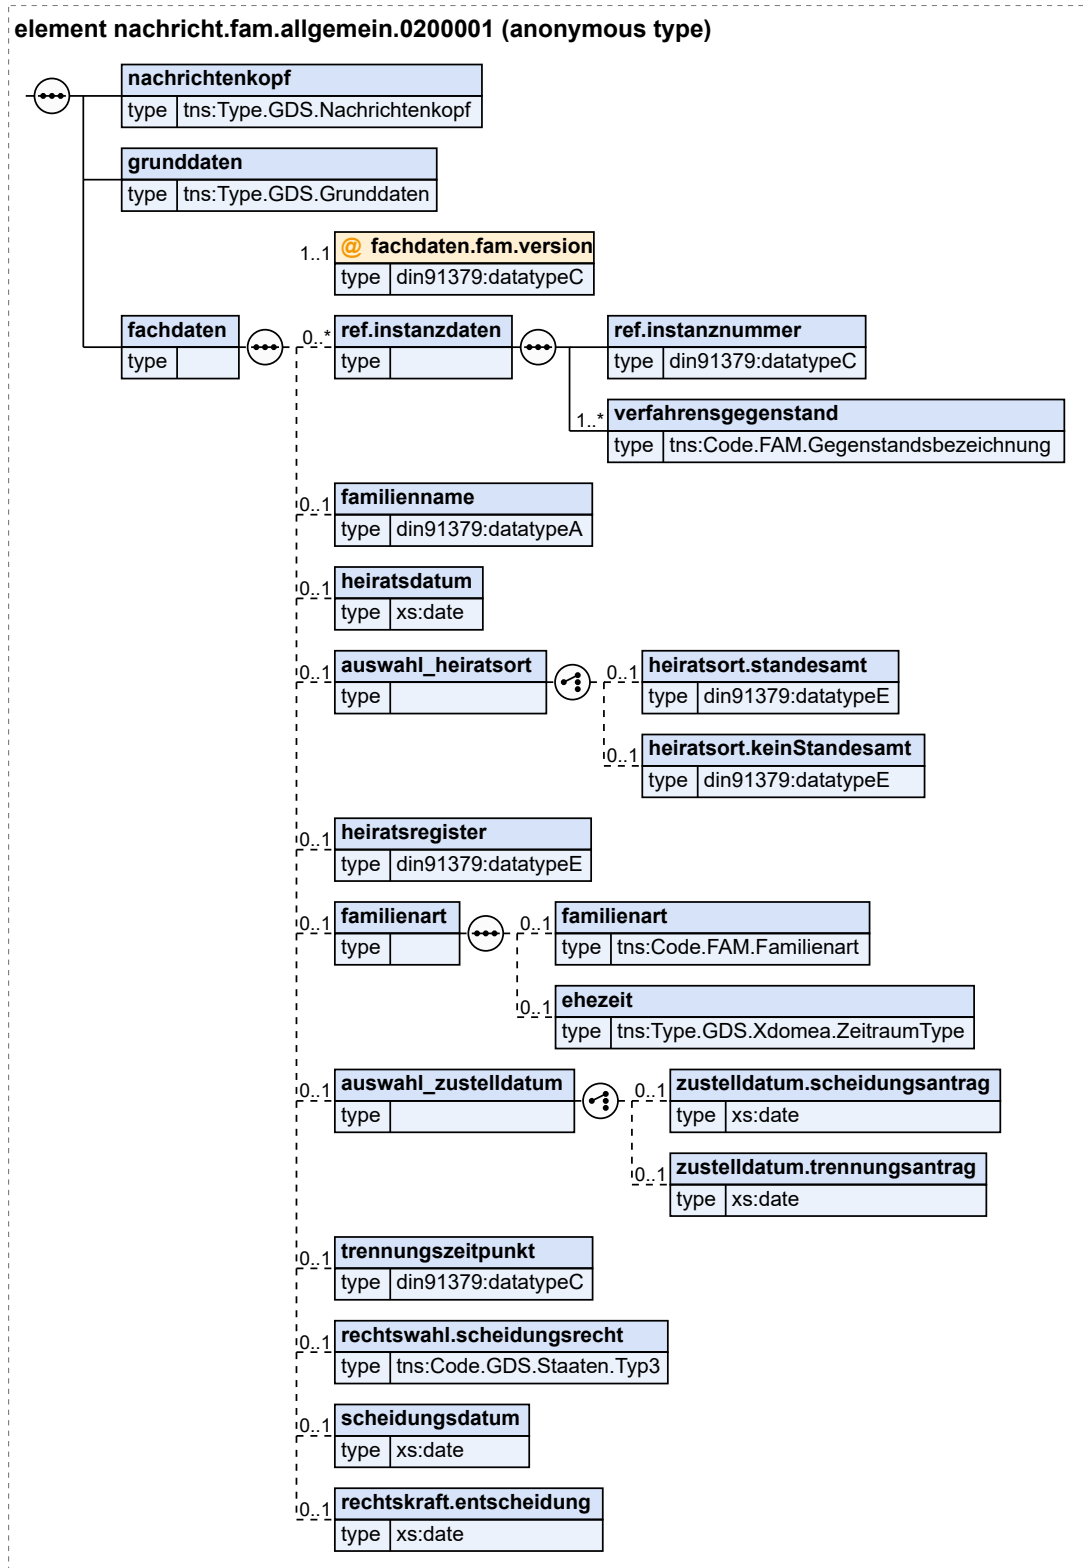 element nachricht.fam.allgemein.0200001 (anonymous type)
nachrichtenkopf
type tns:Type.GDS.Nachrichtenkopf
grunddaten
type tns:Type.GDS.Grunddaten
1..1 @ fachdaten.fam.version
type din91379:datatypeC
fachdaten
type
0..* ref.instanzdaten
type
ref.instanznummer
type din91379:datatypeC
1..* verfahrensgegenstand
type tns:Code.FAM.Gegenstandsbezeichnung
0..1 familienname
type din91379:datatypeA
0..1 heiratsdatum
type xs:date
0..1 auswahl_heiratsort
type
0..1 heiratsort.standesamt
type din91379:datatypeE
0..1 heiratsort.keinStandesamt
type din91379:datatypeE
0..1 heiratsregister
type din91379:datatypeE
0..1 familienart
type
0..1 familienart
type tns:Code.FAM.Familienart
0..1 ehezeit
type tns:Type.GDS.Xdomea.ZeitraumType
0..1 auswahl_zustelldatum
type
0..1 zustelldatum.scheidungsantrag
type xs:date
0..1 zustelldatum.trennungsantrag
type xs:date
0..1 trennungszeitpunkt
type din91379:datatypeC
0..1 rechtswahl.scheidungsrecht
type tns:Code.GDS.Staaten.Typ3
0..1 scheidungsdatum
type xs:date
0..1 rechtskraft.entscheidung
type xs:date